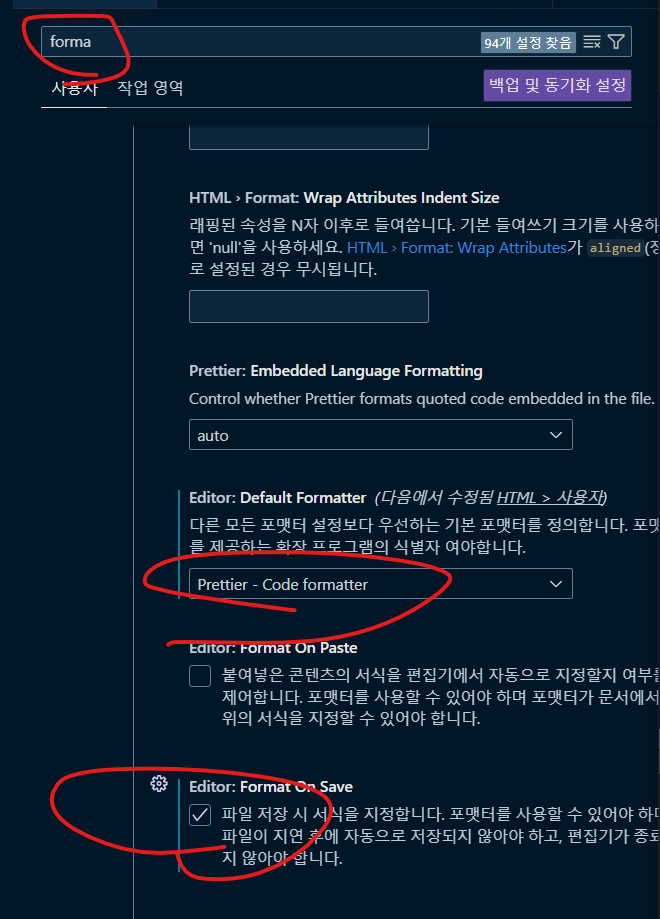 forma
94개 설정 찾음
사용자 작업 영역
백업 및 동기화 설정
HTML › Format: Wrap Attributes Indent Size
래핑된 속성을 N자 이후로 들여씁니다. 기본 들여쓰기 크기를 사용하
면 'null'을 사용하세요. HTML › Format: Wrap Attributes가 aligned(정
로 설정된 경우 무시됩니다.
Prettier: Embedded Language Formatting
Control whether Prettier formats quoted code embedded in the file.
auto
Editor: Default Formatter (다음에서 수정됨 HTML > 사용자)
다른 모든 포맷터 설정보다 우선하는 기본 포맷터를 정의합니다. 포맷
를 제공하는 확장 프로그램의 식별자 여야합니다.
Prettier - Code formatter
Editor: Format On Paste
붙여넣은 콘텐츠의 서식을 편집기에서 자동으로 지정할지 여부를
제어합니다. 포맷터를 사용할 수 있어야 하며 포맷터가 문서에서
위의 서식을 지정할 수 있어야 합니다.
Editor: Format On Save
파일 저장 시 서식을 지정합니다. 포맷터를 사용할 수 있어야 하며
파일이 지연 후에 자동으로 저장되지 않아야 하고, 편집기가 종료
지 않아야 합니다.